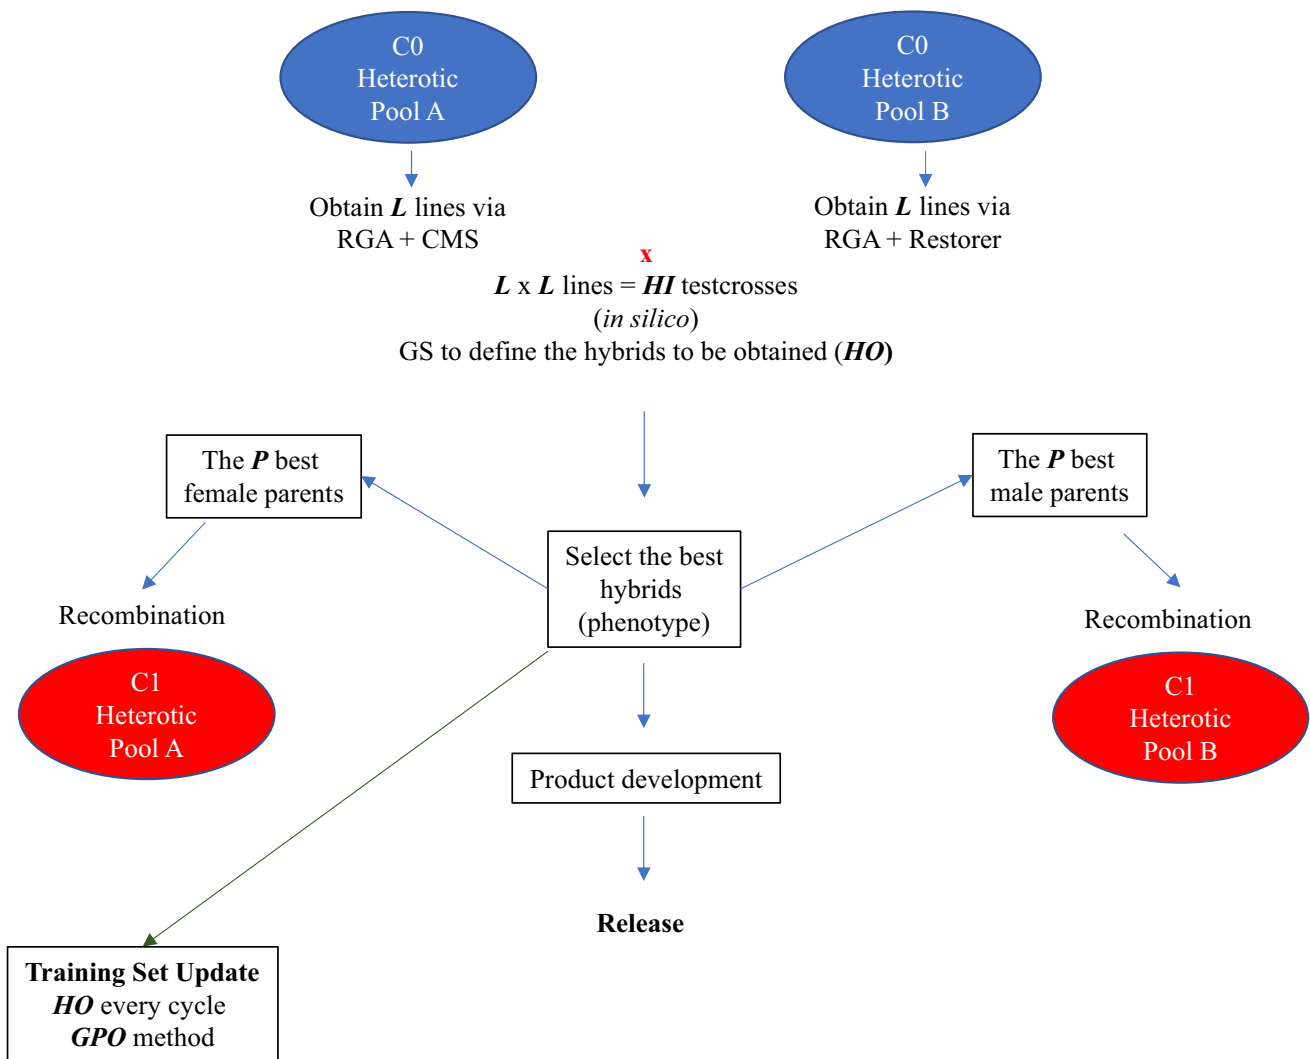 C0
Heterotic
Pool A
C0
Heterotic
Pool B
Obtain L lines via
RGA + CMS
Obtain L lines via
RGA + Restorer
x
L x L lines = HI testcrosses
(in silico)
GS to define the hybrids to be obtained (HO)
The P best
female parents
The P best
male parents
Select the best
hybrids
(phenotype)
Recombination
Recombination
C1
Heterotic
Pool A
C1
Heterotic
Pool B
Product development
Release
Training Set Update
HO every cycle
GPO method